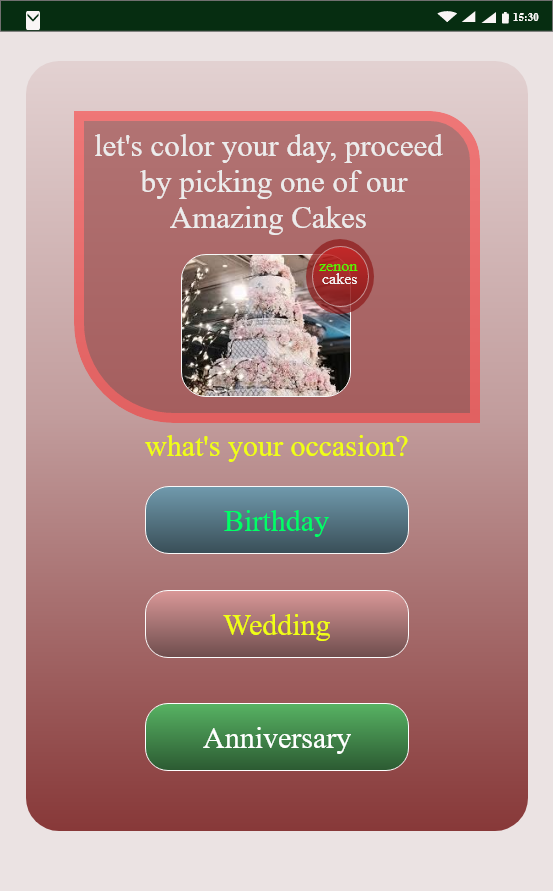 15:30
let's color your day, proceed
by picking one of our
Amazing Cakes
zenon
cakes
what's your occasion?
Birthday
Wedding
Anniversary